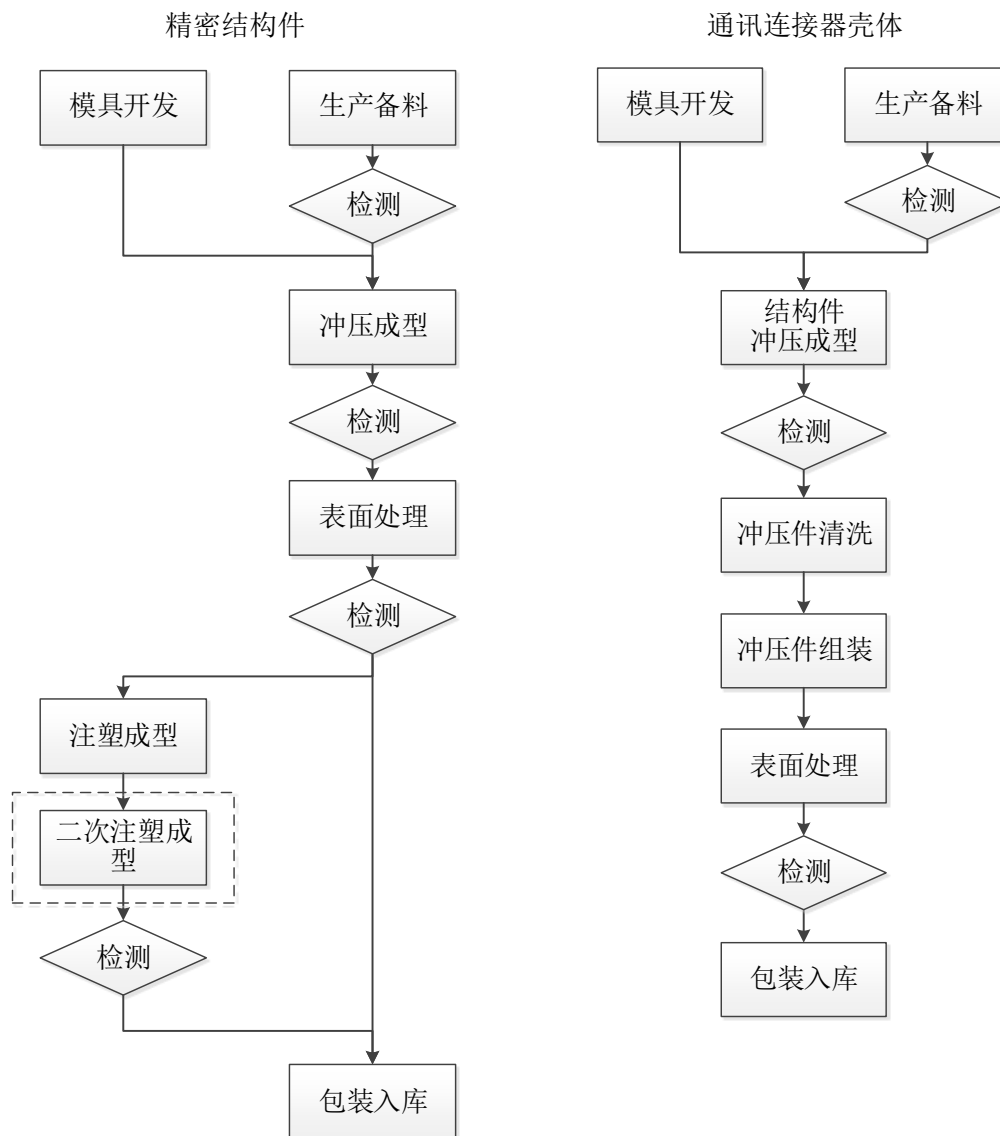 精密结构件
模具开发
生产备料
检测
冲压成型
检测
表面处理
检测
注塑成型
二次注塑成
型
检测
包装入库
通讯连接器壳体
模具开发
生产备料
检测
结构件
冲压成型
检测
冲压件清洗
冲压件组装
表面处理
检测
包装入库